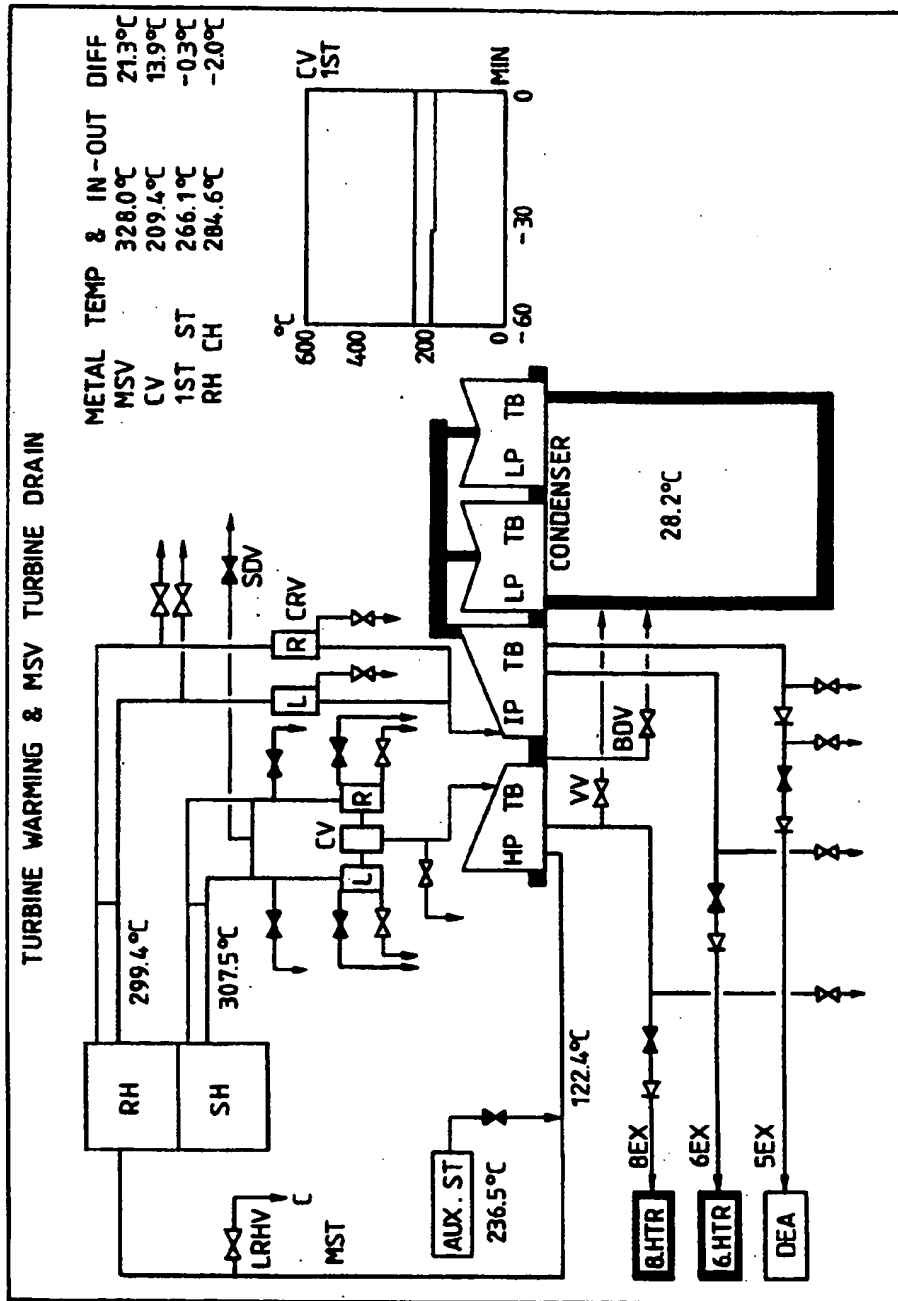 TURBINE WARMING & MSV TURBINE DRAIN
METAL TEMP & IN-OUT DIFF
MSV 328.0°C 21.3°C
CV 209.4°C 13.9°C
1ST ST 266.1°C -0.3°C
RH CH 284.6°C -2.0°C
°C
600
400
200
0
-60
-30
0
MIN
CV
1ST
RH
299.4°C
SH
307.5°C
SDV
CRV
L
R
CV
L
R
LRHV
C
MST
AUX. ST
236.5°C
122.4°C
HP TB
IP TB
LP TB
LP TB
VV
BDV
CONDENSER
28.2°C
8EX
8.HTR
6EX
6.HTR
5EX
DEA